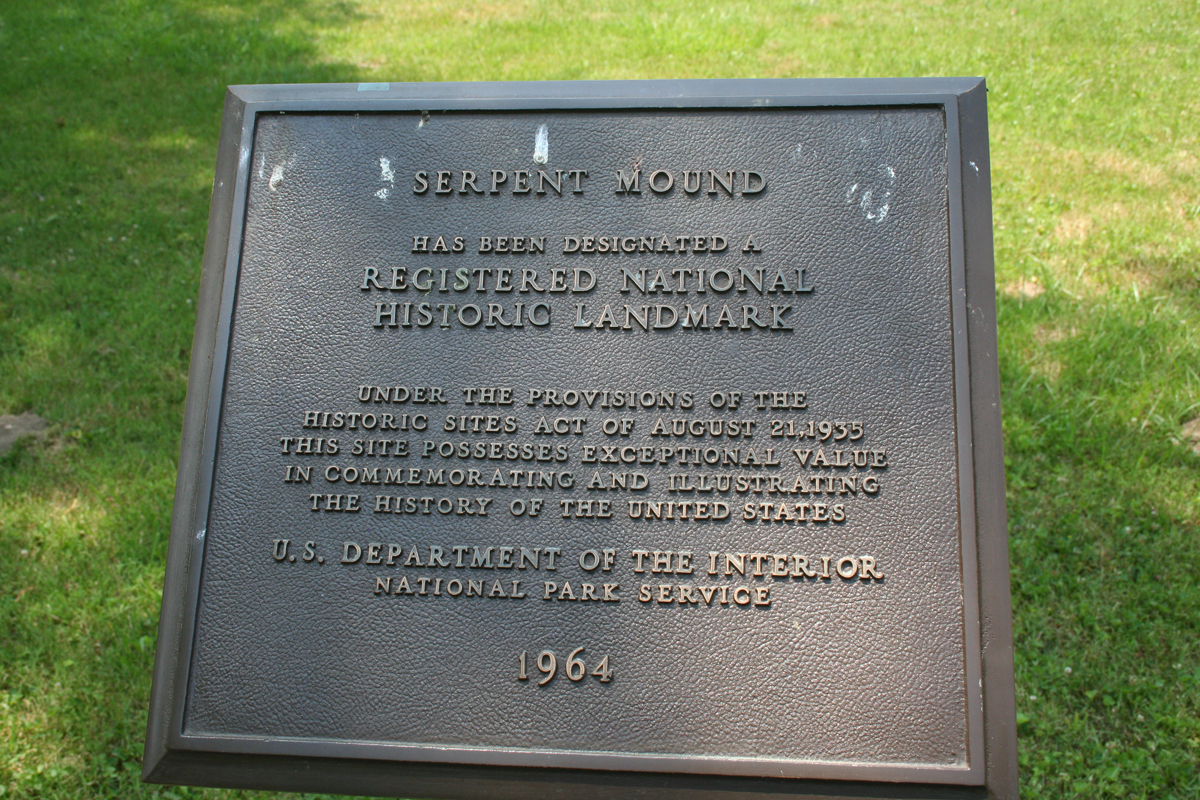 SERPENT MOUND
HAS BEEN DESIGNATED A
REGISTERED NATIONAL
HISTORIC LANDMARK
UNDER THE PROVISIONS OF THE
HISTORIC SITES ACT OF AUGUST 21, 1935
THIS SITE POSSESSES EXCEPTIONAL VALUE
IN COMMEMORATING AND ILLUSTRATING
THE HISTORY OF THE UNITED STATES
U.S. DEPARTMENT OF THE INTERIOR
NATIONAL PARK SERVICE
1964